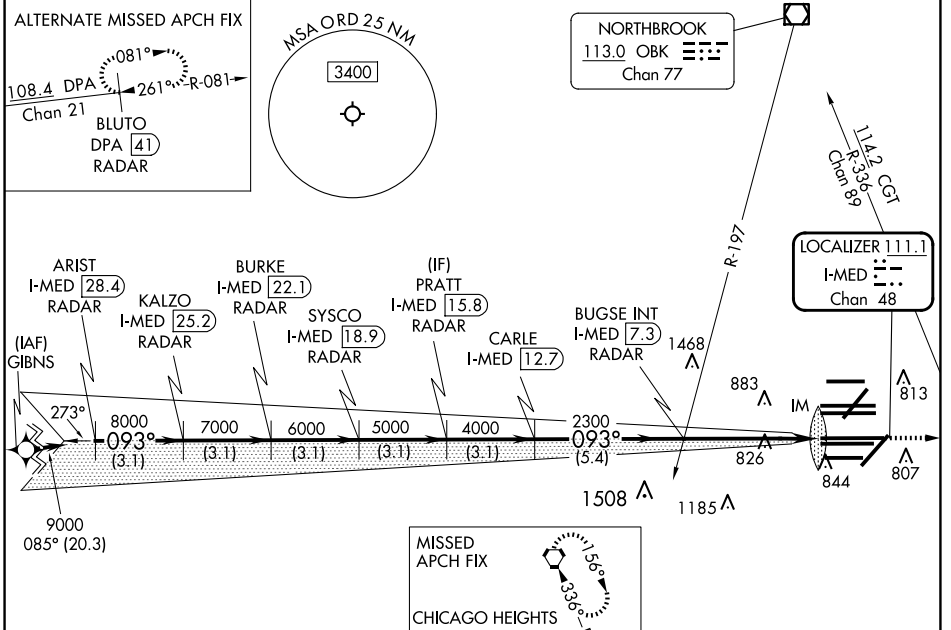 ALTERNATE MISSED APCH FIX
081°
108.4 DPA
261°
R-081
Chan 21
BLUTO
DPA 41
RADAR
MSA ORD 25 NM
3400
NORTHBROOK
113.0 OBK
Chan 77
114.2 CGT
R-336
Chan 89
R-197
LOCALIZER 111.1
I-MED
Chan 48
(IAF)
GIBNS
ARIST
I-MED 28.4
RADAR
KALZO
I-MED 25.2
RADAR
BURKE
I-MED 22.1
RADAR
SYSCO
I-MED 18.9
RADAR
(IF)
PRATT
I-MED 15.8
RADAR
CARLE
I-MED 12.7
BUGSE INT
I-MED 7.3
RADAR
1468
883
IM
813
273°
8000
093°
(3.1)
7000
(3.1)
6000
(3.1)
5000
(3.1)
4000
(3.1)
2300
093°
(5.4)
826
844
807
1508
1185
9000
085° (20.3)
MISSED
APCH FIX
156°
336°
CHICAGO HEIGHTS